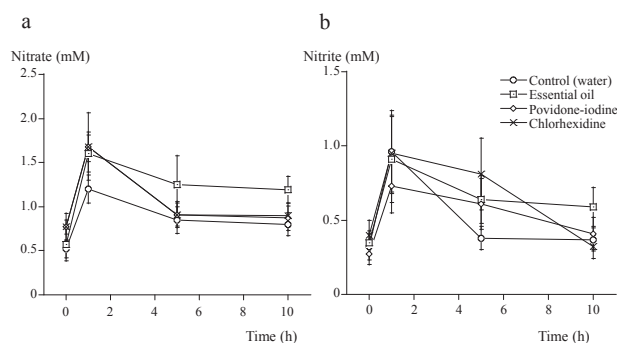 a
Nitrate (mM)
2.5
2.0
1.5
1.0
0.5
0
0 2 4 6 8 10
Time (h)
b
Nitrite (mM)
1.5
1.0
0.5
0
0 2 4 6 8 10
Time (h)
Control (water)
Essential oil
Povidone-iodine
Chlorhexidine